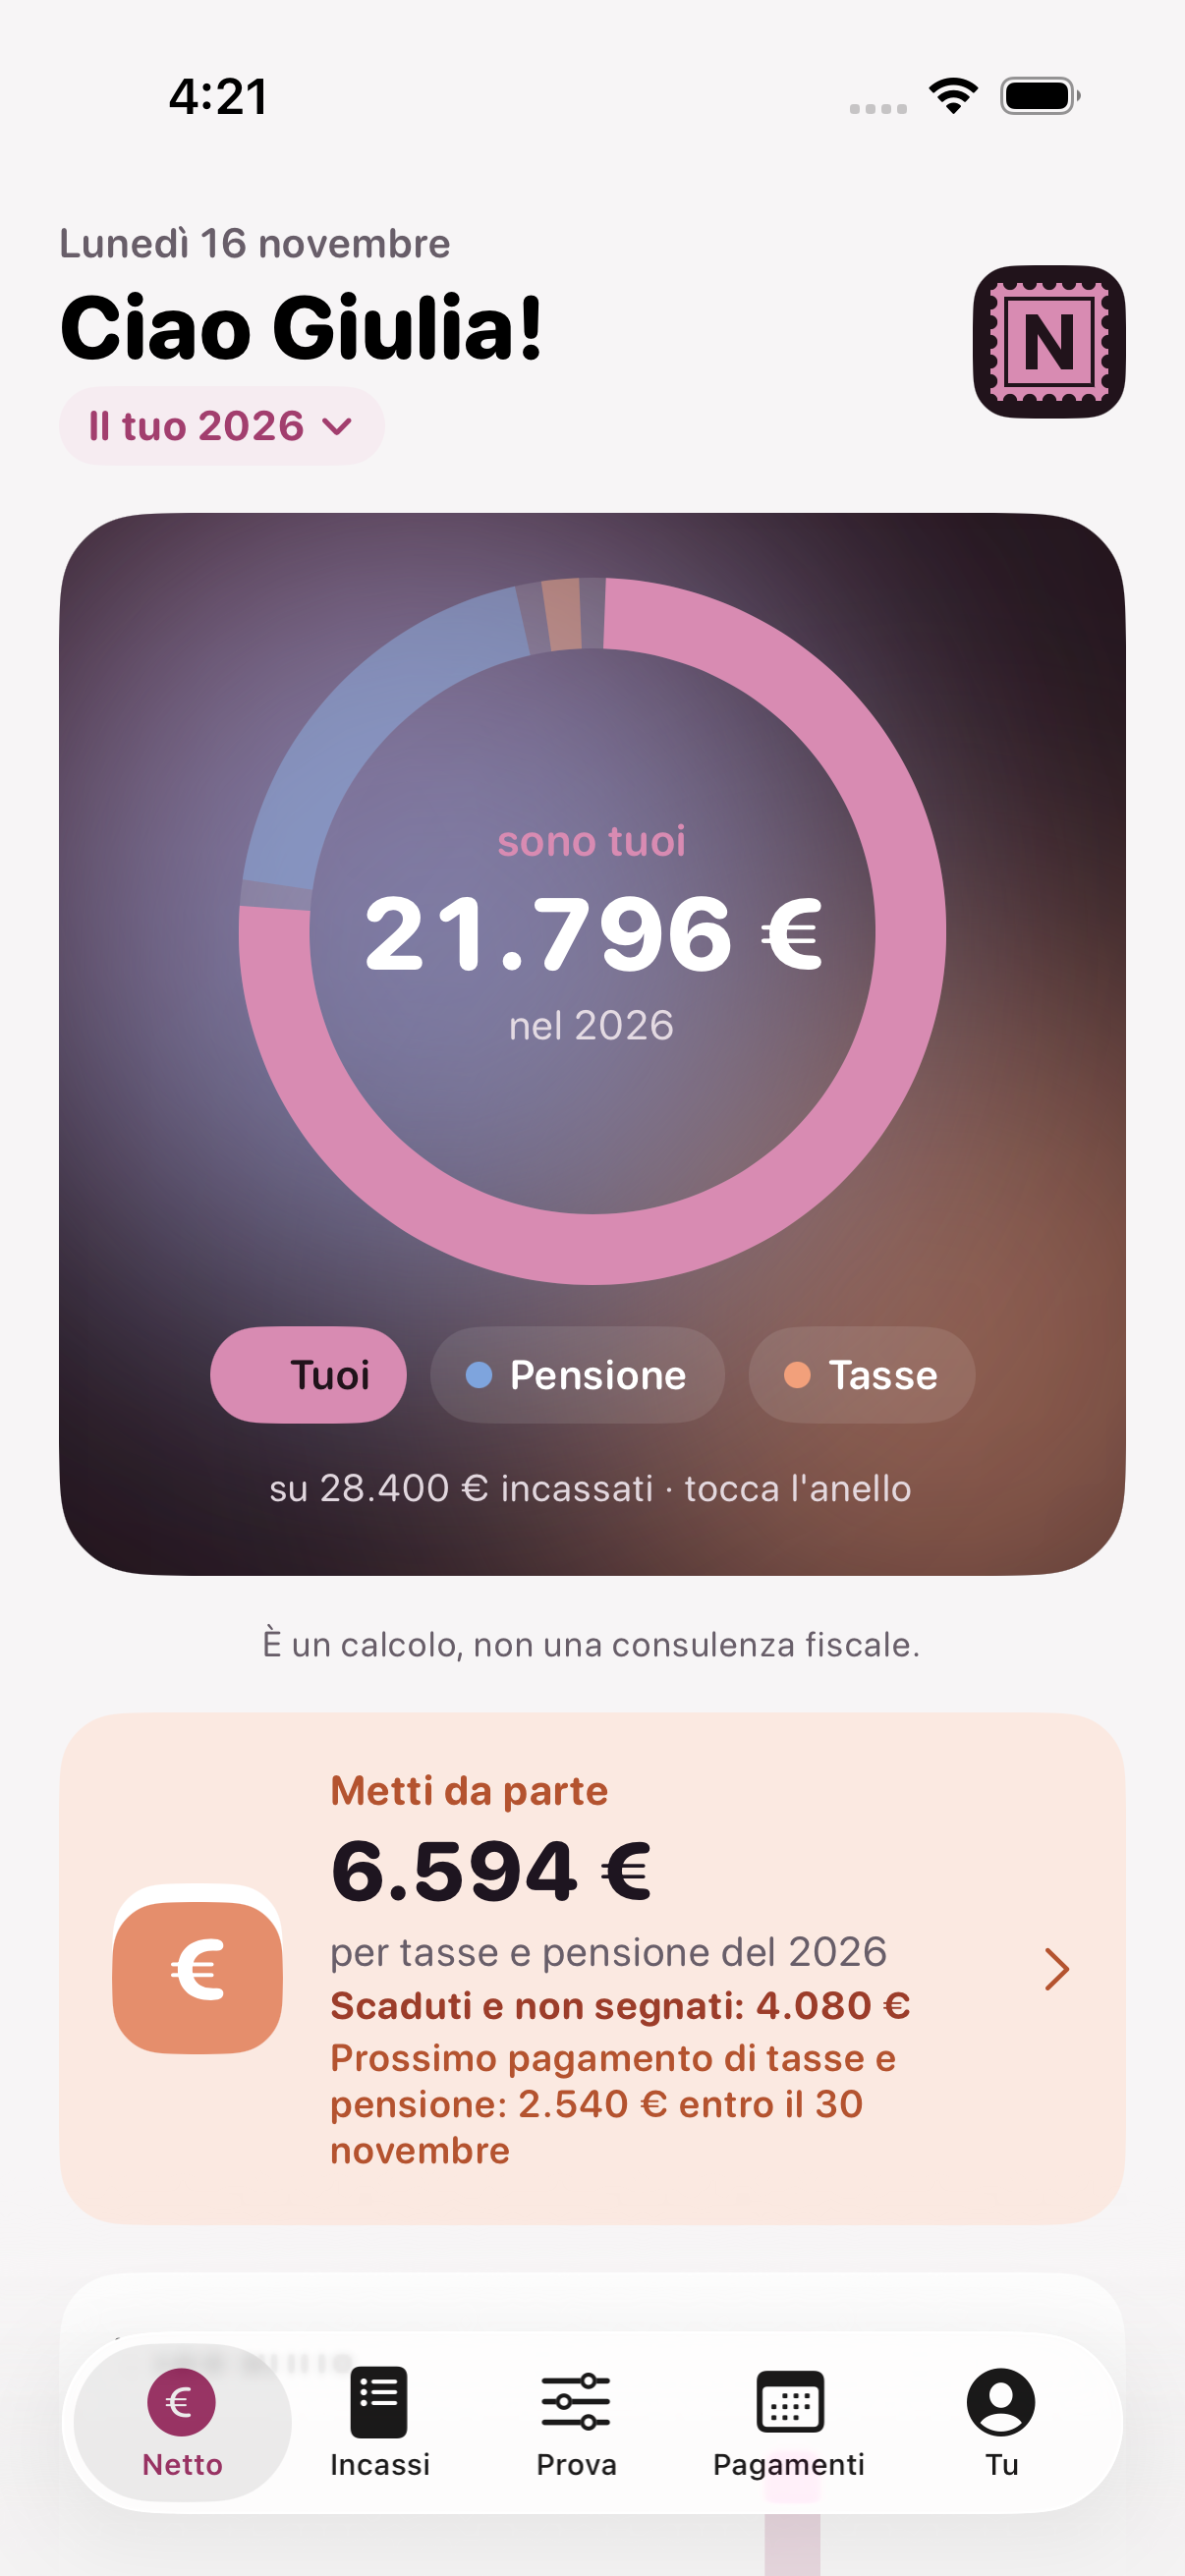 4:21
Lunedì 16 novembre
Ciao Giulia!
N
Il tuo 2026
sono tuoi
21.796 €
nel 2026
Tuoi
Pensione
Tasse
su 28.400 € incassati · tocca l'anello
È un calcolo, non una consulenza fiscale.
Metti da parte
6.594 €
€
per tasse e pensione del 2026
Scaduti e non segnati: 4.080 €
Prossimo pagamento di tasse e
pensione: 2.540 € entro il 30
novembre
€
Netto
Incassi
Prova
Pagamenti
Tu